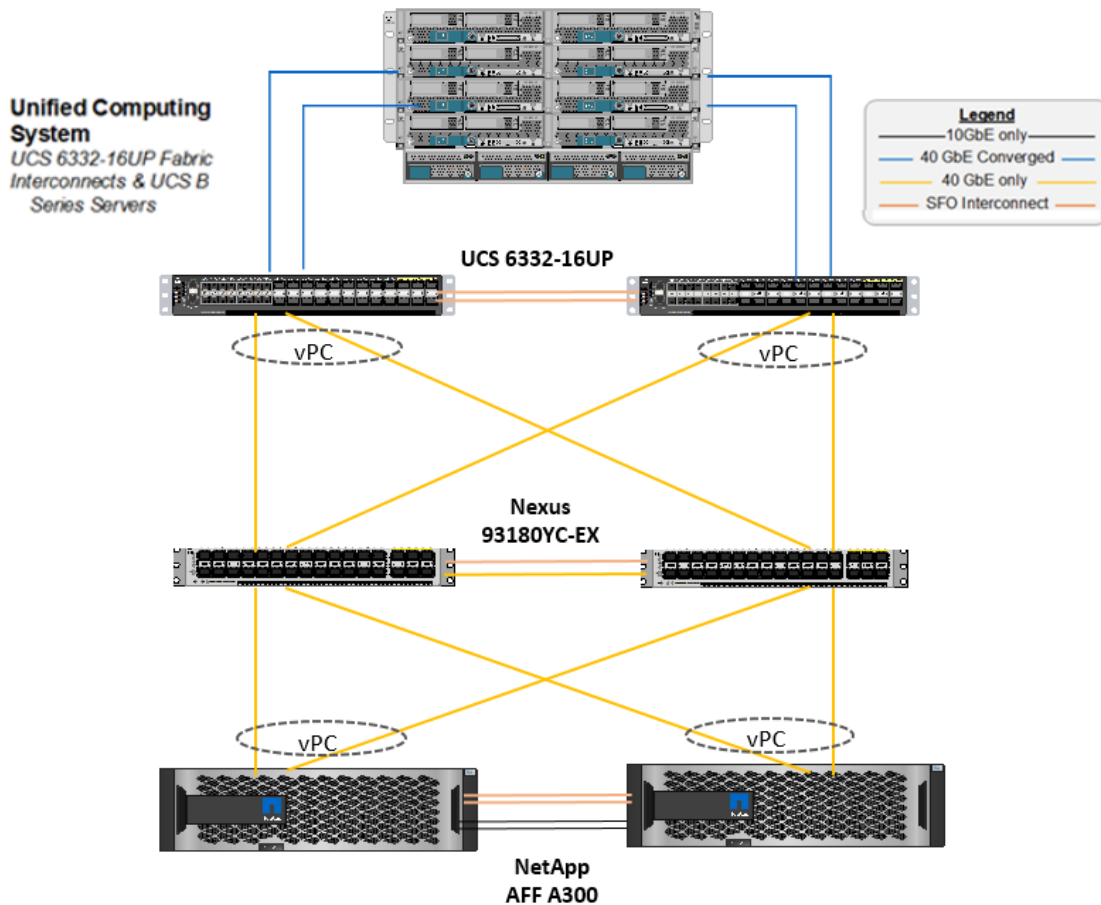 Unified Computing
System
UCS 6332-16UP Fabric
Interconnects & UCS B
Series Servers
Legend
10GbE only
40 GbE Converged
40 GbE only
SFO Interconnect
UCS 6332-16UP
vPC
vPC
Nexus
93180YC-EX
vPC
vPC
NetApp
AFF A300